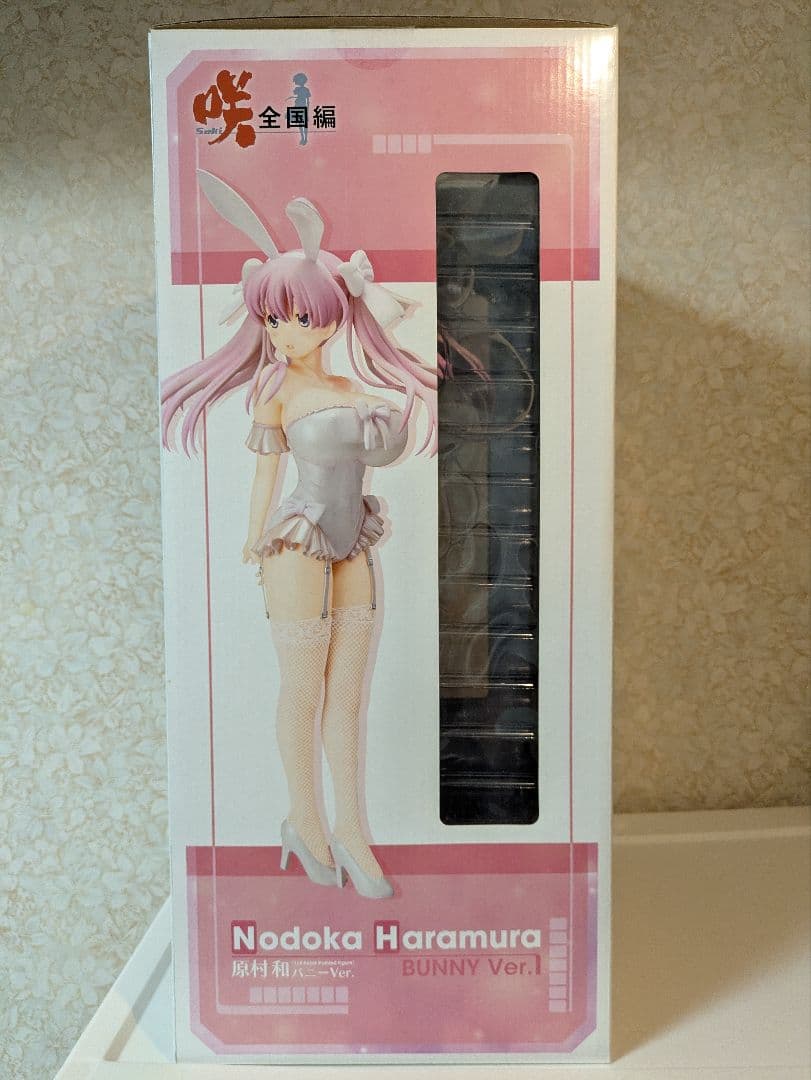 咲
Saki
全国編
Nodoka Haramura
原村 和 バニーVer.
BUNNY Ver.